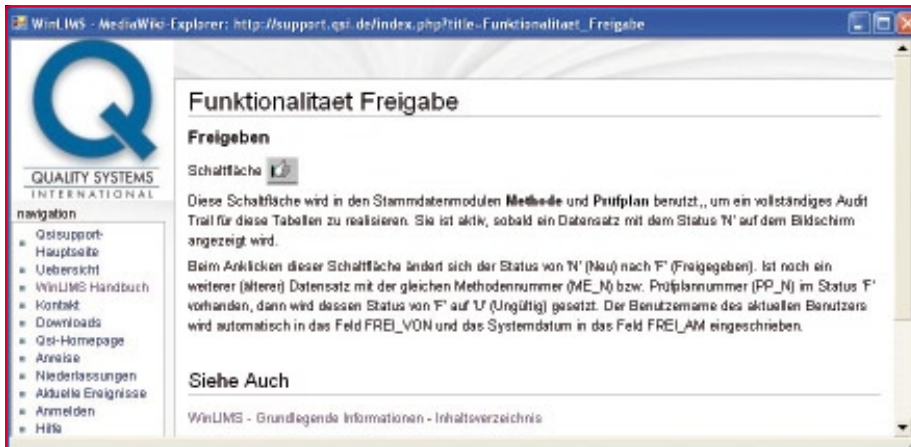 WinLIMS - MediaWiki-Explorer: http://support.qsi.de/index.php?title=Funktionalitaet_Freigabe
QUALITY SYSTEMS
INTERNATIONAL
navigation
Qsisupport-
Hauptseite
Uebersicht
WinLIMS Handbuch
Kontakt
Downloads
Qsi-Homepage
Anreise
Niederlassungen
Aktuelle Ereignisse
Anmelden
Hilfe
Funktionalitaet Freigabe
Freigeben
Schaltfläche
Diese Schaltfläche wird in den Stammdatenmodulen Methode und Prüfplan benutzt,, um ein vollständiges Audit
Trail für diese Tabellen zu realisieren. Sie ist aktiv, sobald ein Datensatz mit dem Status 'N' auf dem Bildschirm
angezeigt wird.
Beim Anklicken dieser Schaltfläche ändert sich der Status von 'N' (Neu) nach 'F' (Freigegeben). Ist noch ein
weiterer (älterer) Datensatz mit der gleichen Methodennummer (ME_N) bzw. Prüfplannummer (PP_N) im Status 'F'
vorhanden, dann wird dessen Status von 'F' auf 'U' (Ungültig) gesetzt. Der Benutzername des aktuellen Benutzers
wird automatisch in das Feld FREI_VON und das Systemdatum in das Feld FREI_AM eingeschrieben.
Siehe Auch
WinLIMS - Grundlegende Informationen - Inhaltsverzeichnis